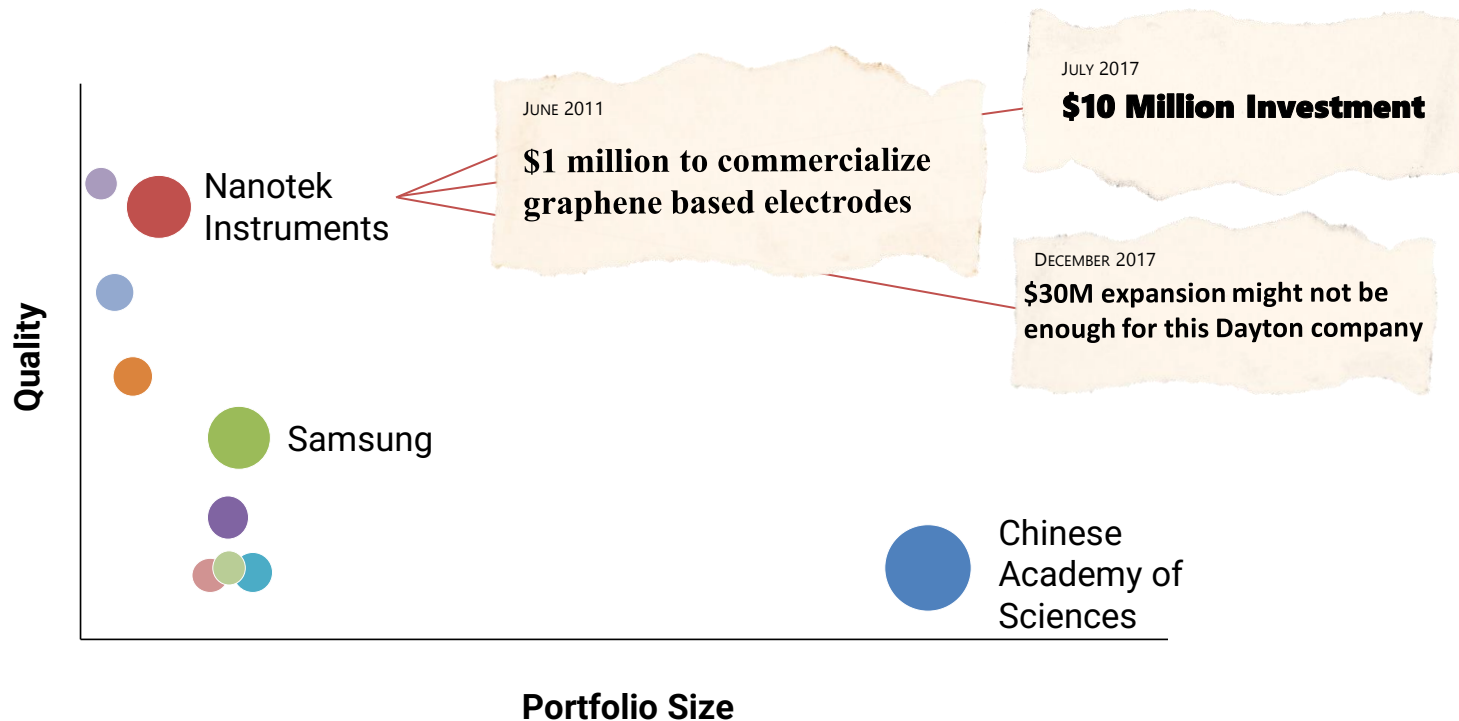 June 2011
$1 million to commercialize
graphene based electrodes
July 2017
$10 Million Investment
December 2017
$30M expansion might not be
enough for this Dayton company
Nanotek
Instruments
Samsung
Chinese
Academy of
Sciences
Quality
Portfolio Size